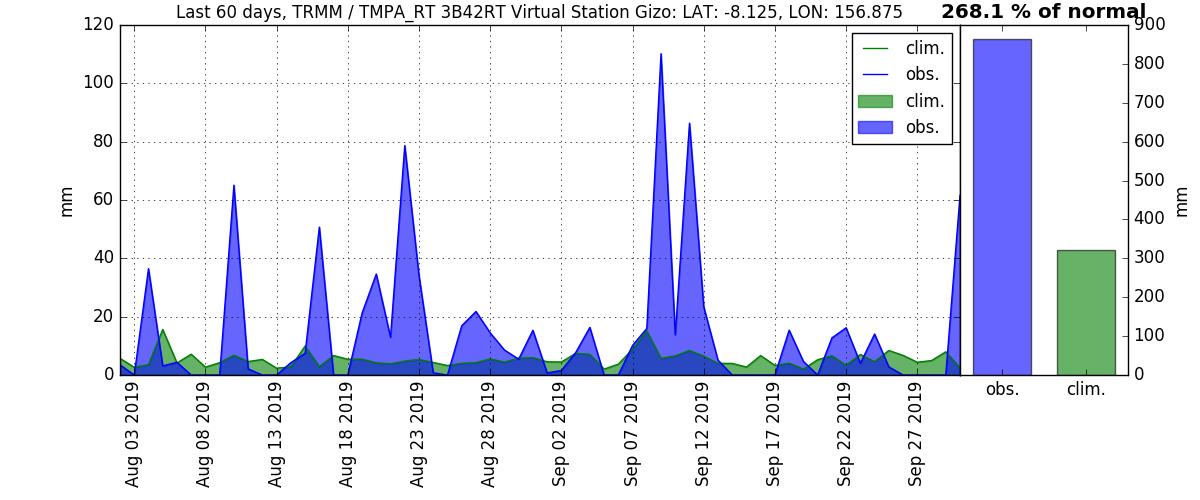 Last 60 days, TRMM / TMPA_RT 3B42RT Virtual Station Gizo: LAT: -8.125, LON: 156.875
268.1 % of normal
clim.
obs.
clim.
obs.
mm
120
100
80
60
40
20
0
Aug 03 2019
Aug 08 2019
Aug 13 2019
Aug 18 2019
Aug 23 2019
Aug 28 2019
Sep 02 2019
Sep 07 2019
Sep 12 2019
Sep 17 2019
Sep 22 2019
Sep 27 2019
900
800
700
600
500
400
300
200
100
0
mm
obs.
clim.